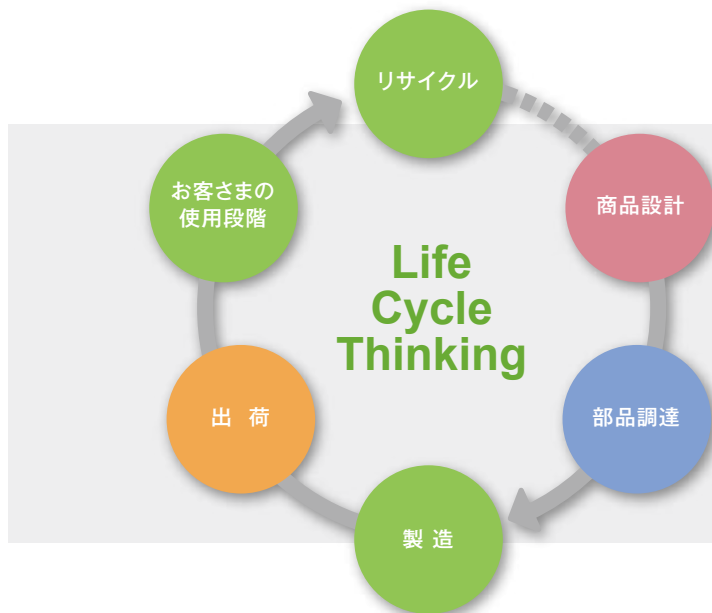 リサイクル
商品設計
部品調達
製 造
出 荷
お客さまの
使用段階
Life
Cycle
Thinking